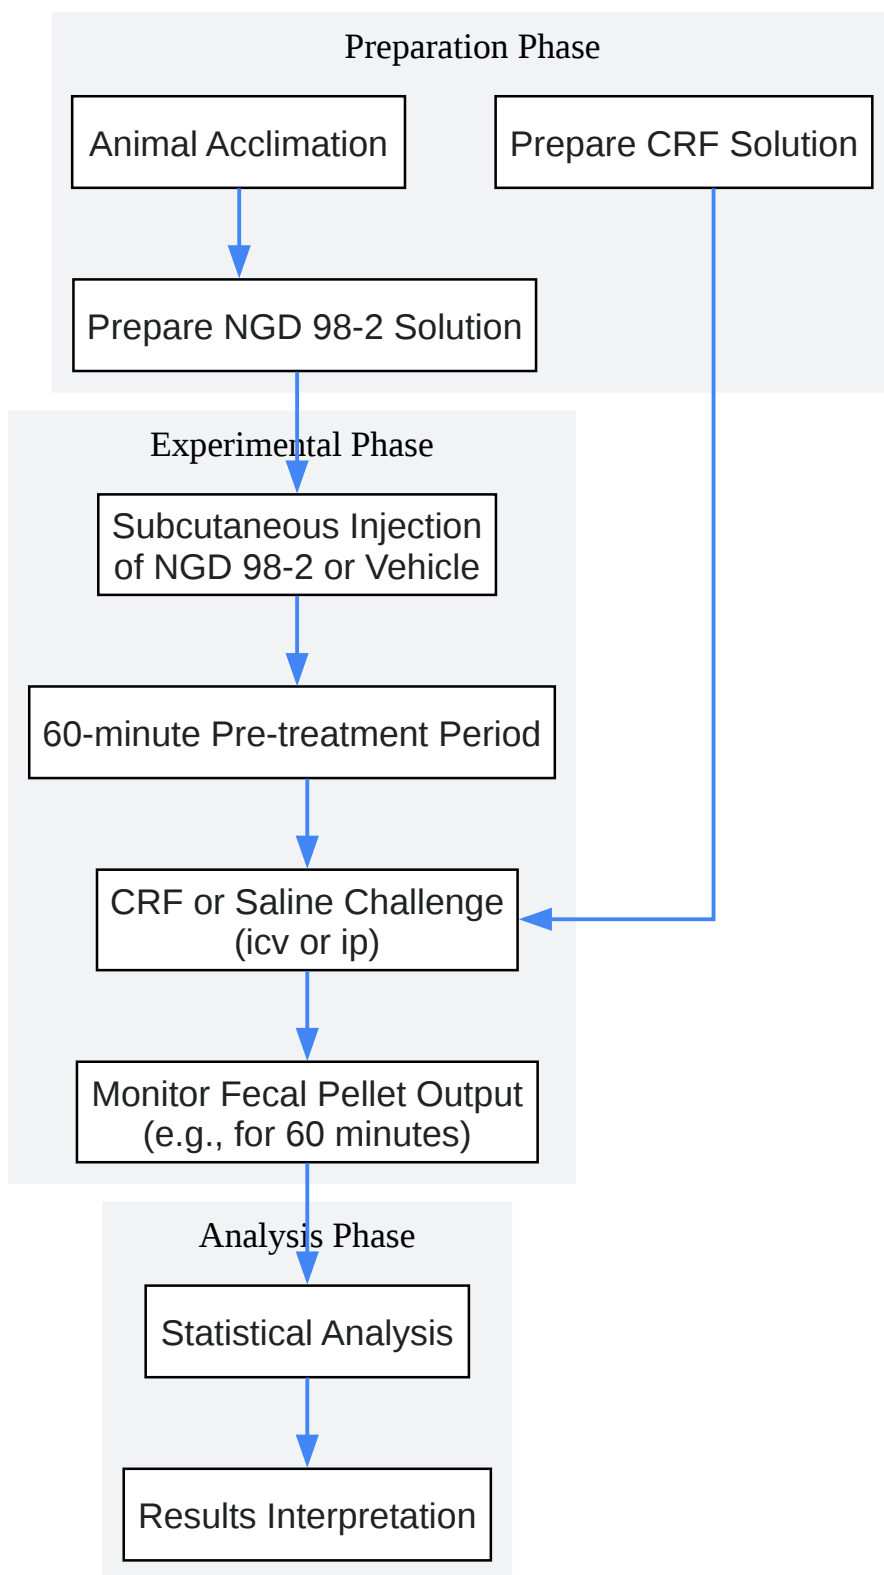 Preparation Phase
Animal Acclimation
Prepare CRF Solution
Prepare NGD 98-2 Solution
Experimental Phase
Subcutaneous Injection
of NGD 98-2 or Vehicle
60-minute Pre-treatment Period
CRF or Saline Challenge
(icv or ip)
Monitor Fecal Pellet Output
(e.g., for 60 minutes)
Analysis Phase
Statistical Analysis
Results Interpretation